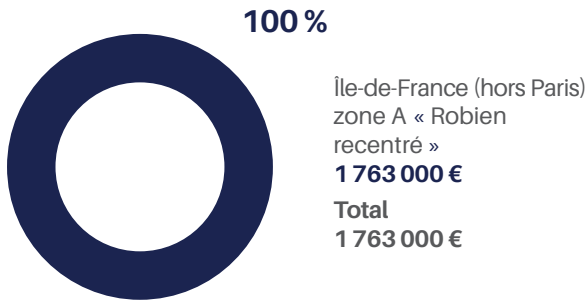 100 %
Île-de-France (hors Paris)
zone A « Robien
recentré »
1 763 000 €
Total
1 763 000 €